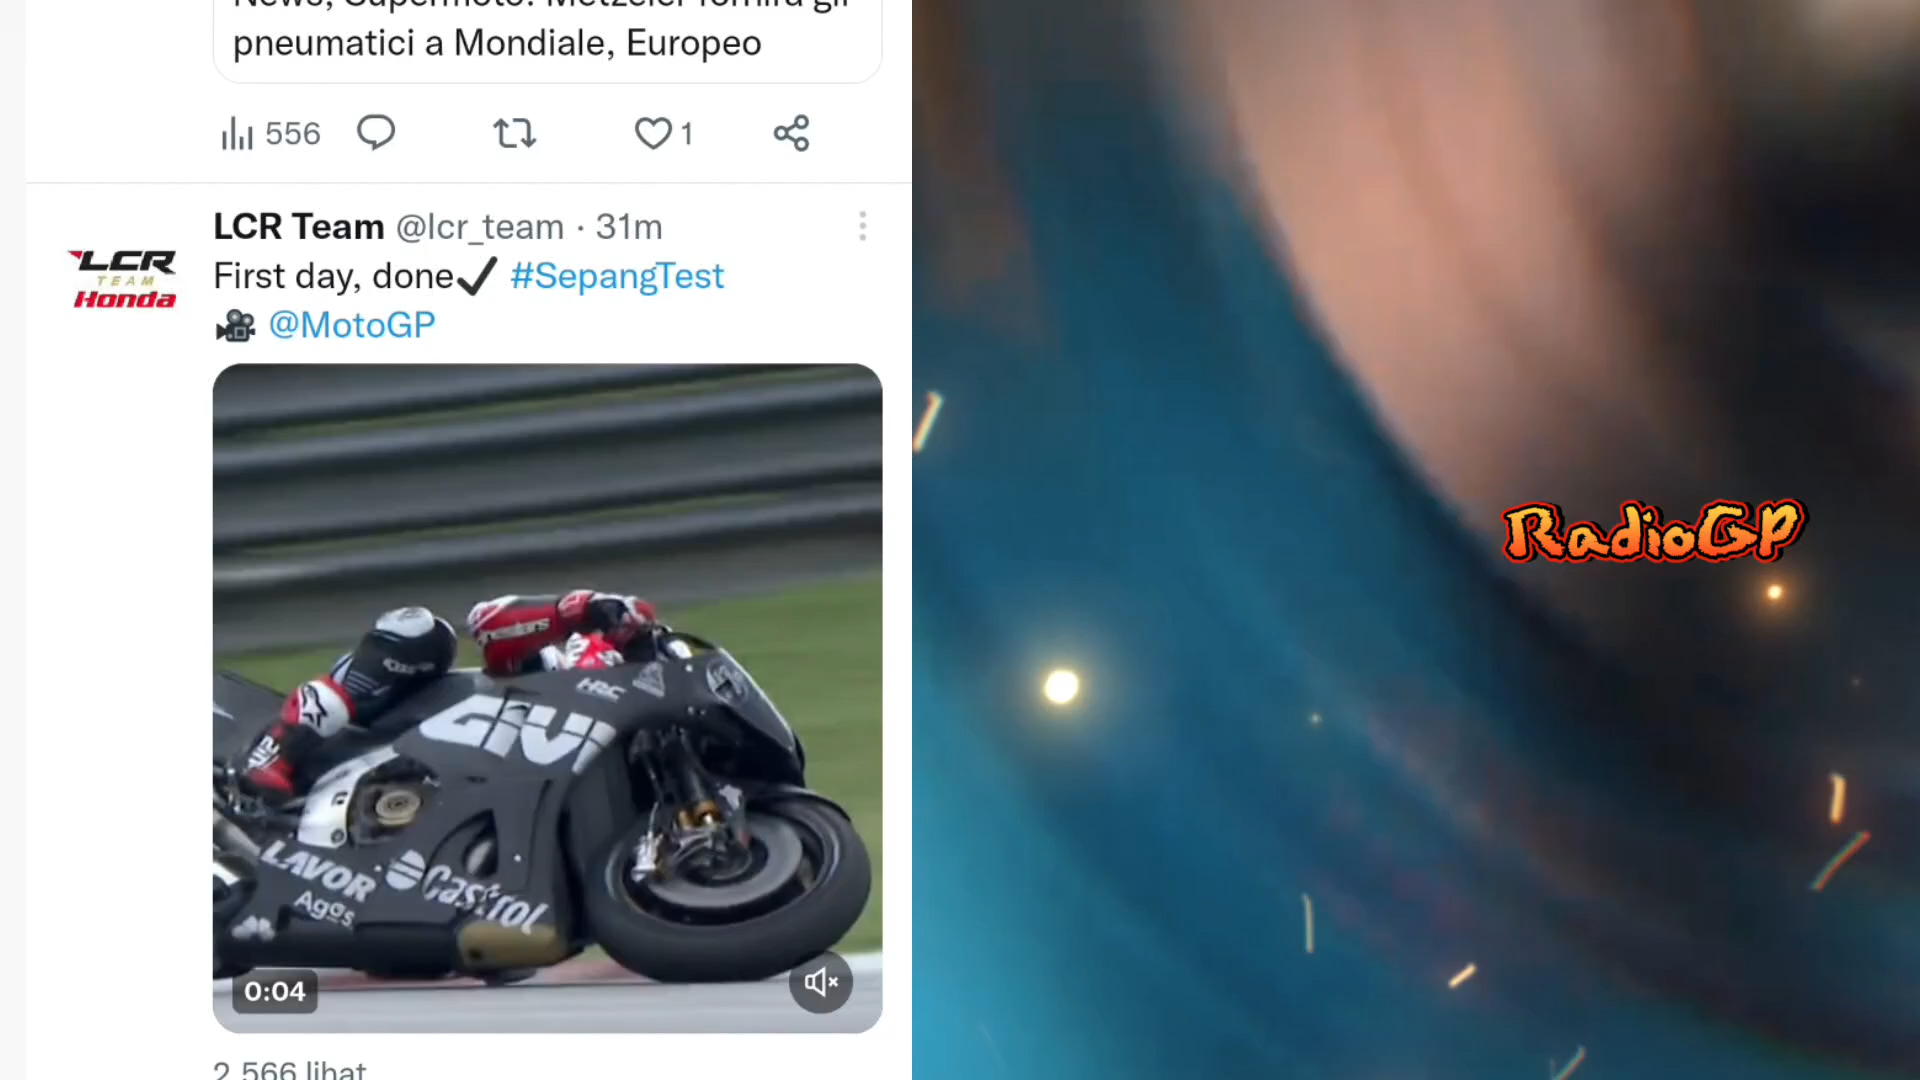 pneumatici a Mondiale, Europeo
556
1
LCR Team @lcr_team · 31m
First day, done✔ #SepangTest
@MotoGP
LCR
TEAM
Honda
HRC
GIVI
LAVOR
Agos
Castrol
0:04
2.566 lihat
RadioGP